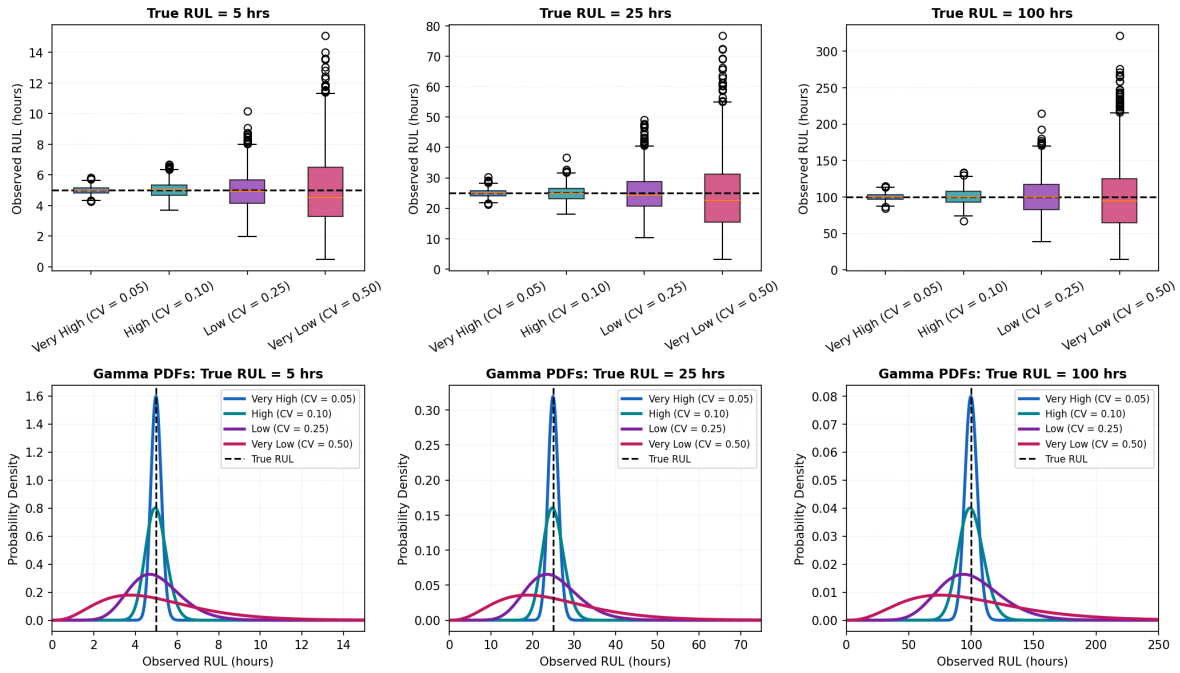 True RUL = 5 hrs
Observed RUL (hours)
14
12
10
8
6
4
2
0
Very High (CV = 0.05)
High (CV = 0.10)
Low (CV = 0.25)
Very Low (CV = 0.50)
True RUL = 25 hrs
Observed RUL (hours)
80
70
60
50
40
30
20
10
0
Very High (CV = 0.05)
High (CV = 0.10)
Low (CV = 0.25)
Very Low (CV = 0.50)
True RUL = 100 hrs
Observed RUL (hours)
300
250
200
150
100
50
0
Very High (CV = 0.05)
High (CV = 0.10)
Low (CV = 0.25)
Very Low (CV = 0.50)
Gamma PDFs: True RUL = 5 hrs
Probability Density
1.6
1.4
1.2
1.0
0.8
0.6
0.4
0.2
0.0
Very High (CV = 0.05)
High (CV = 0.10)
Low (CV = 0.25)
Very Low (CV = 0.50)
True RUL
0 2 4 6 8 10 12 14
Observed RUL (hours)
Gamma PDFs: True RUL = 25 hrs
Probability Density
0.30
0.25
0.20
0.15
0.10
0.05
0.00
Very High (CV = 0.05)
High (CV = 0.10)
Low (CV = 0.25)
Very Low (CV = 0.50)
True RUL
0 10 20 30 40 50 60 70
Observed RUL (hours)
Gamma PDFs: True RUL = 100 hrs
Probability Density
0.08
0.07
0.06
0.05
0.04
0.03
0.02
0.01
0.00
Very High (CV = 0.05)
High (CV = 0.10)
Low (CV = 0.25)
Very Low (CV = 0.50)
True RUL
0 50 100 150 200 250
Observed RUL (hours)